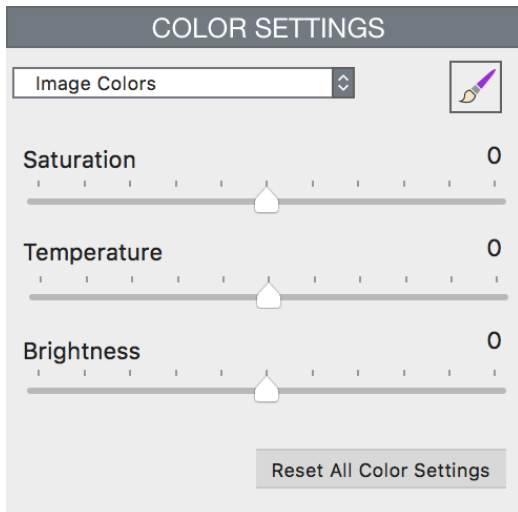 COLOR SETTINGS
Image Colors
Saturation 0
Temperature 0
Brightness 0
Reset All Color Settings